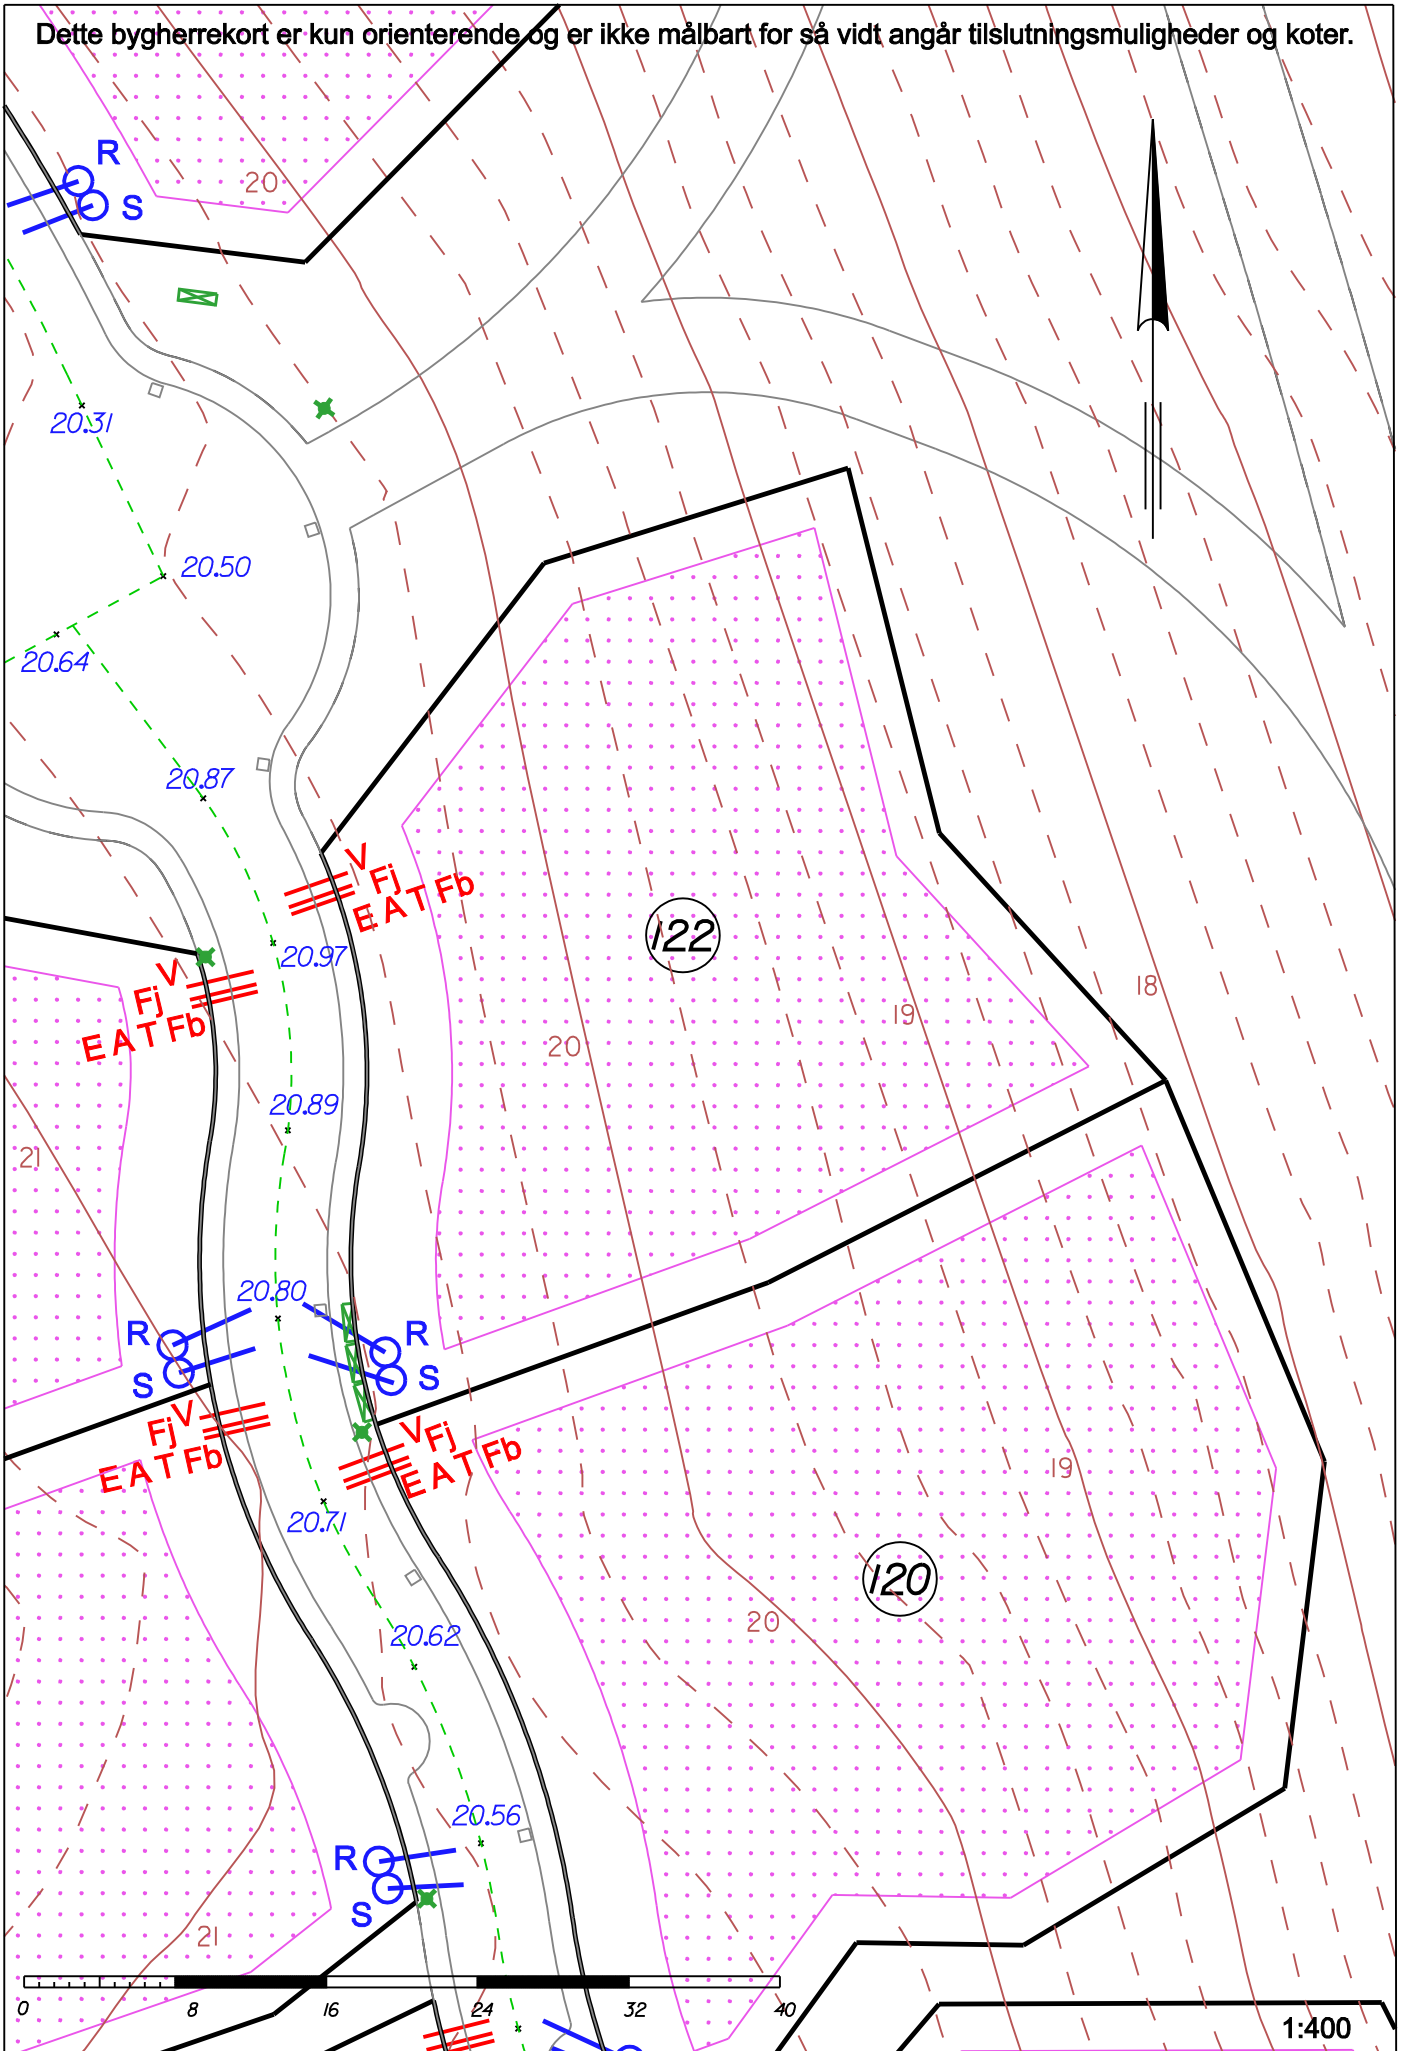 Dette bygherrekort er kun orienterende og er ikke målbart for så vidt angår tilslutningsmuligheder og koter.
R
S
20
20.31
20.50
20.64
20.87
V
Fj
E A T Fb
122
20.97
V
Fj
E A T Fb
18
19
20
20.89
21
20.80
R
S
R
S
V
Fj
E A T Fb
V
Fj
E A T Fb
19
20.71
120
20
20.62
20.56
R
S
21
0 8 16 24 32 40
1:400